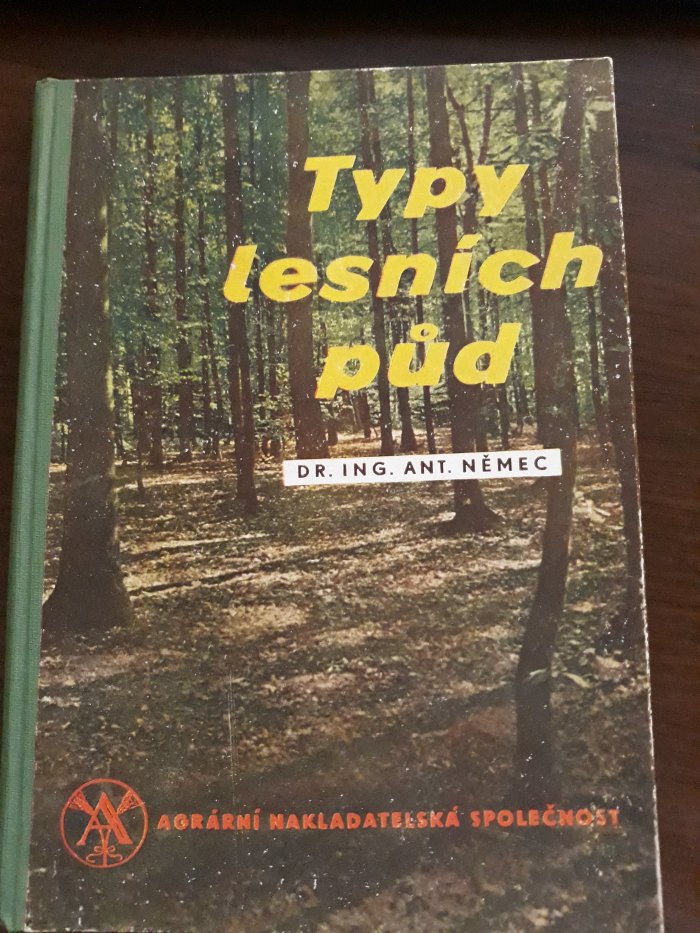 Typy
lesních
půd
DR. ING. ANT. NĚMEC
A
AGRÁRNÍ NAKLADATELSKÁ SPOLEČNOST